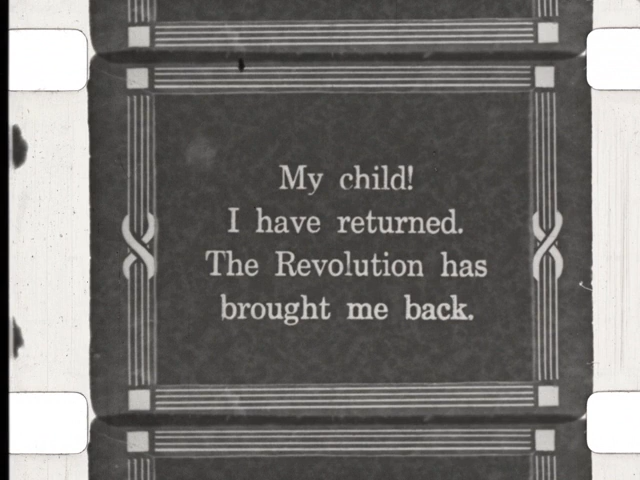 My child!
I have returned.
The Revolution has
brought me back.